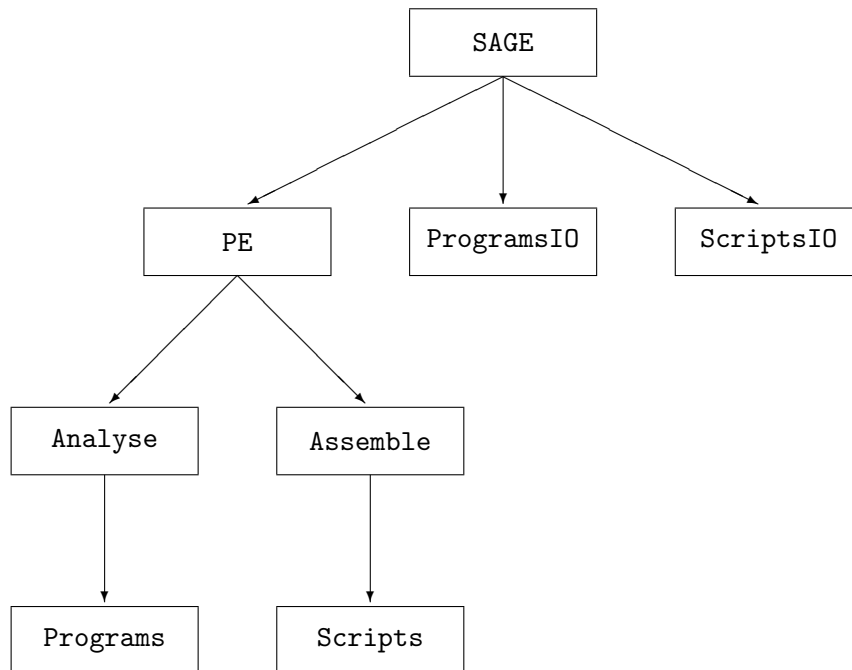 SAGE
PE
ProgramsIO
ScriptsIO
Analyse
Assemble
Programs
Scripts